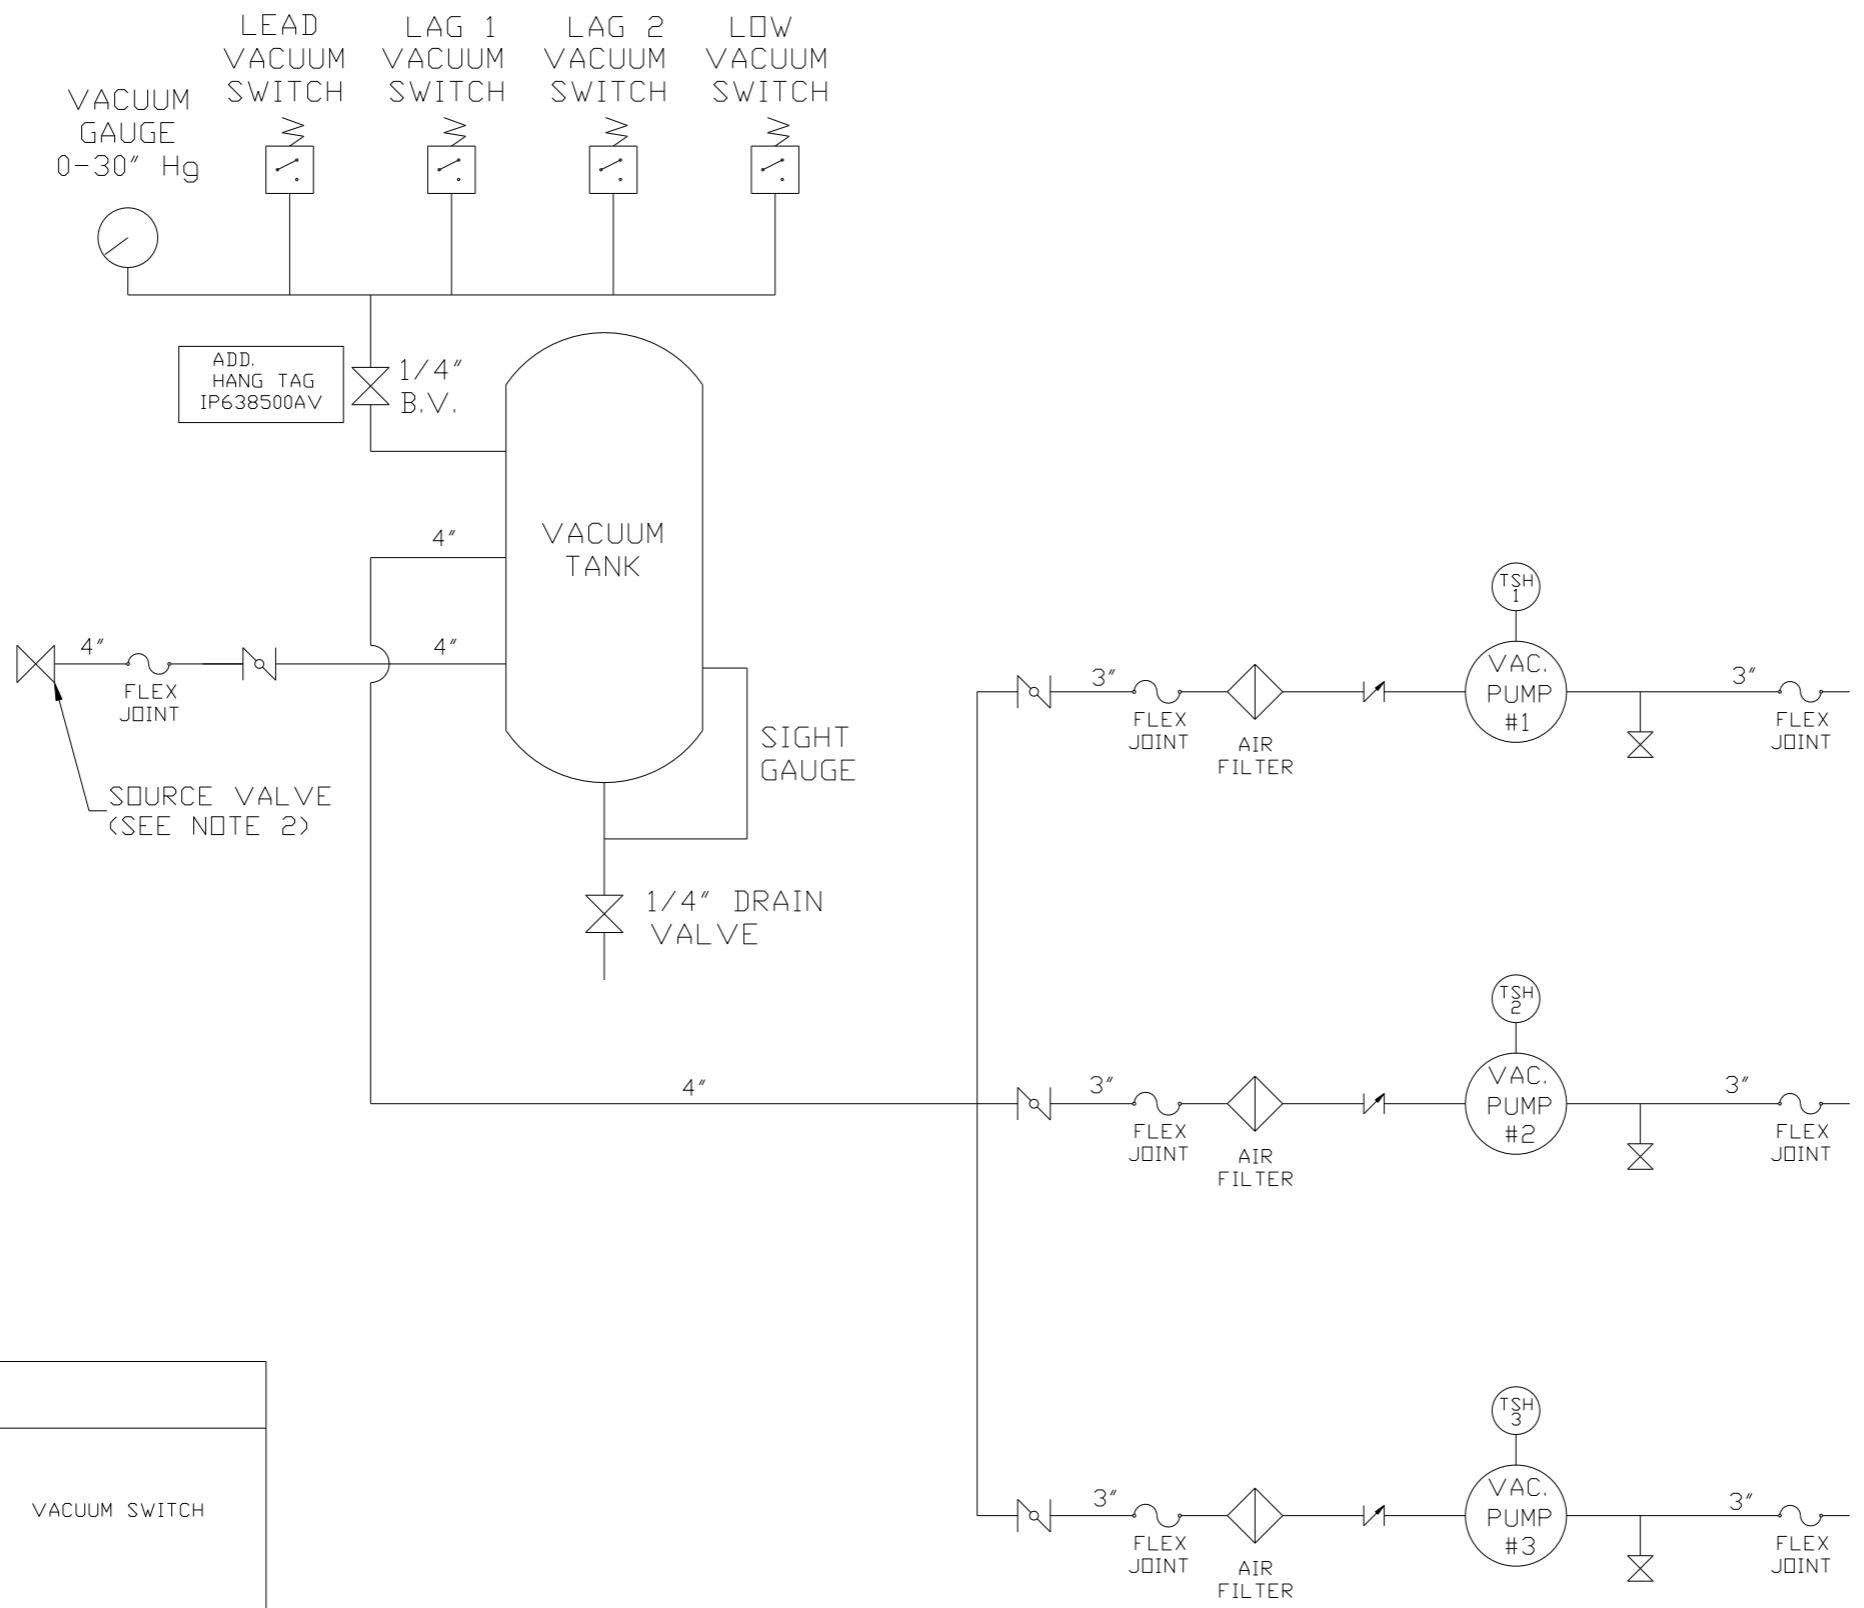 LEAD
VACUUM
SWITCH
LAG 1
VACUUM
SWITCH
LAG 2
VACUUM
SWITCH
LOW
VACUUM
SWITCH
VACUUM
GAUGE
0-30" Hg
ADD.
HANG TAG
IP638500AV
1/4"
B.V.
VACUUM
TANK
4"
4"
4"
FLEX
JOINT
SOURCE VALVE
(SEE NOTE 2)
SIGHT
GAUGE
1/4" DRAIN
VALVE
4"
TSH
1
3"
FLEX
JOINT
AIR
FILTER
VAC.
PUMP
#1
3"
FLEX
JOINT
TSH
2
3"
FLEX
JOINT
AIR
FILTER
VAC.
PUMP
#2
3"
FLEX
JOINT
TSH
3
3"
FLEX
JOINT
AIR
FILTER
VAC.
PUMP
#3
3"
FLEX
JOINT
VACUUM SWITCH